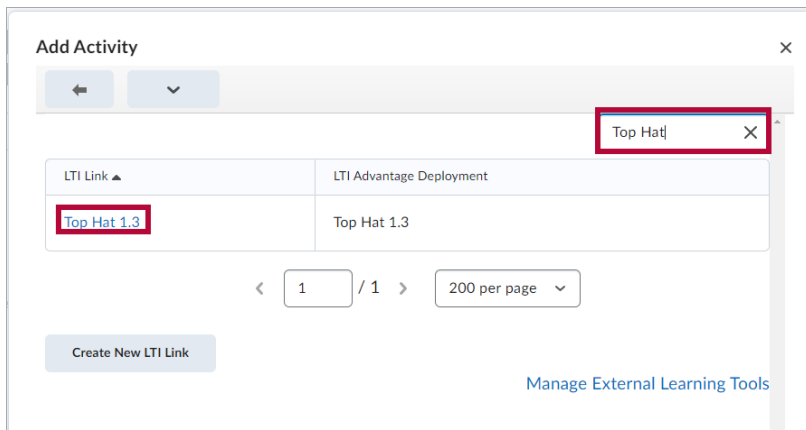 Add Activity
Top Hat
LTI Link LTI Advantage Deployment
Top Hat 1.3 Top Hat 1.3
1 / 1 200 per page
Create New LTI Link
Manage External Learning Tools